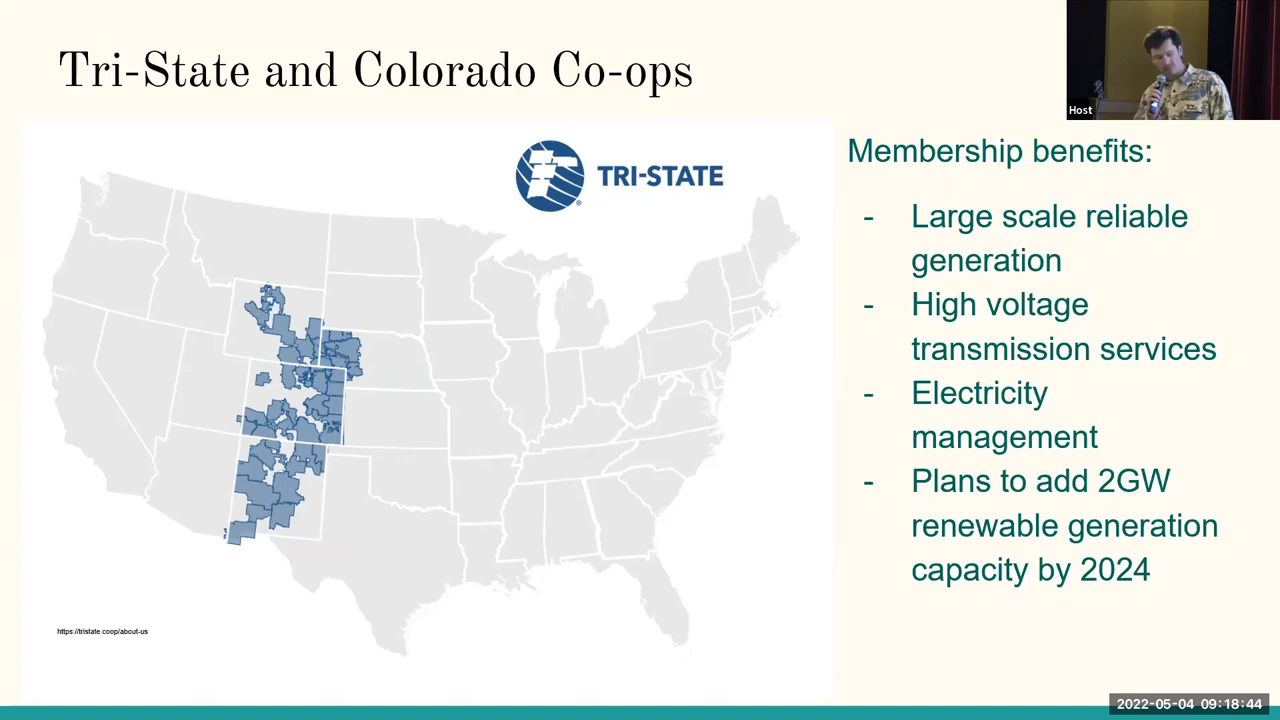 Tri-State and Colorado Co-ops
Host
TRI-STATE
®
Membership benefits:
- Large scale reliable
generation
- High voltage
transmission services
- Electricity
management
- Plans to add 2GW
renewable generation
capacity by 2024
https://tristate.coop/about-us
2022-05-04 09:18:44